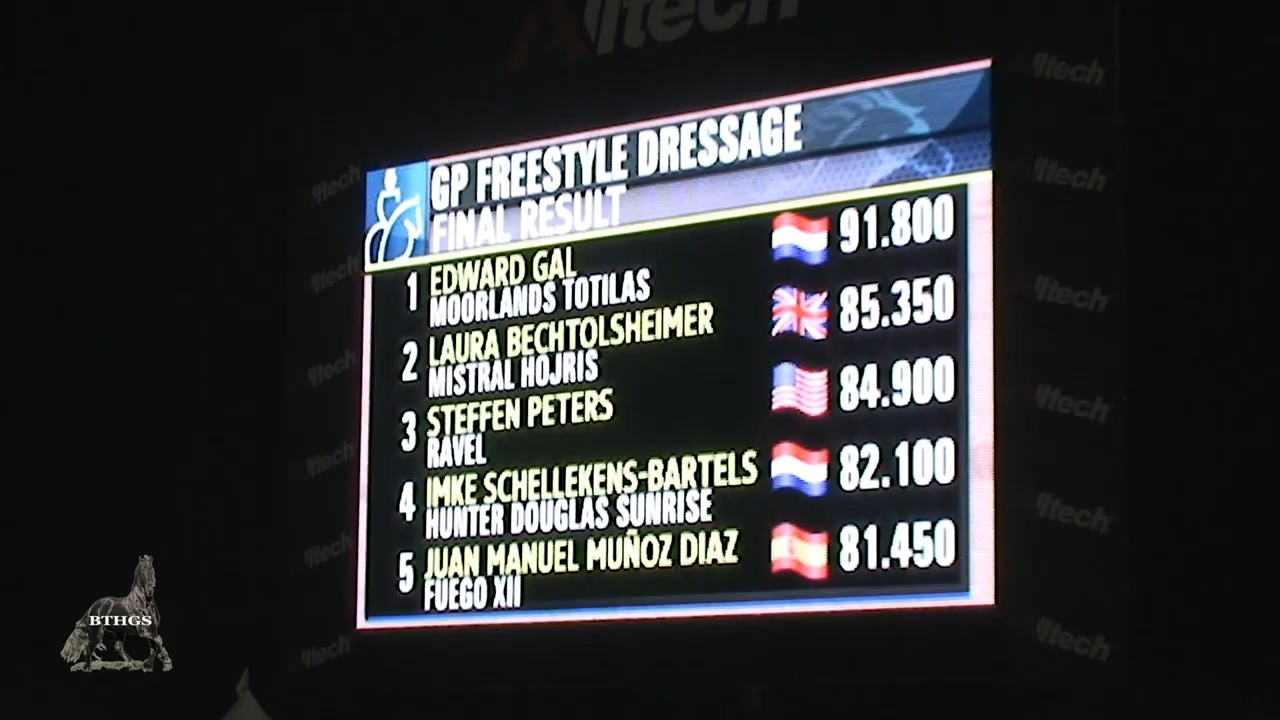 Alltech
GP FREESTYLE DRESSAGE
FINAL RESULT
1 EDWARD GAL 91.800
MOORLANDS TOTILAS
2 LAURA BECHTOLSHEIMER 85.350
MISTRAL HOJRIS
3 STEFFEN PETERS 84.900
RAVEL
4 IMKE SCHELLEKENS-BARTELS 82.100
HUNTER DOUGLAS SUNRISE
5 JUAN MANUEL MUÑOZ DIAZ 81.450
FUEGO XII
BTHGS